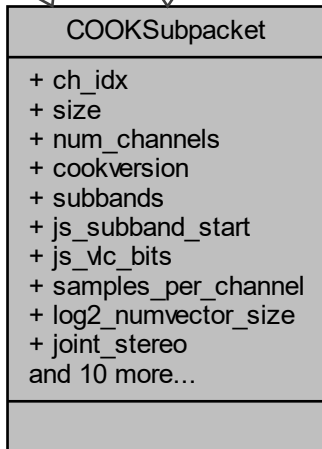 COOKSubpacket
+ ch_idx
+ size
+ num_channels
+ cookversion
+ subbands
+ js_subband_start
+ js_vlc_bits
+ samples_per_channel
+ log2_numvector_size
+ joint_stereo
and 10 more...